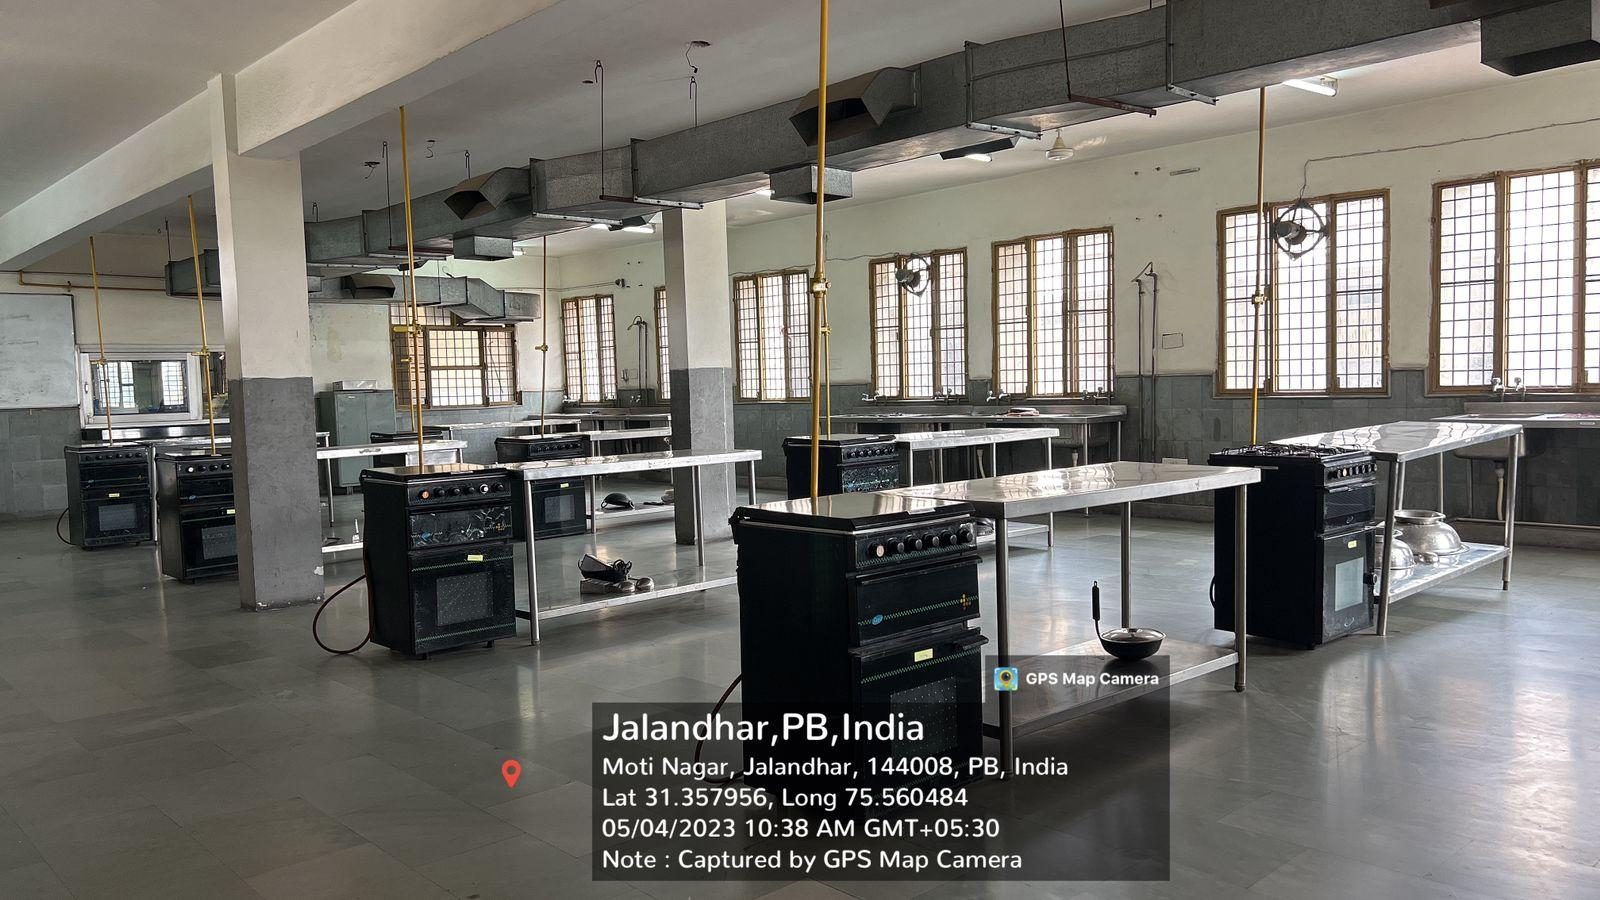 GPS Map Camera
Jalandhar,PB,India
Moti Nagar, Jalandhar, 144008, PB, India
Lat 31.357956, Long 75.560484
05/04/2023 10:38 AM GMT+05:30
Note : Captured by GPS Map Camera